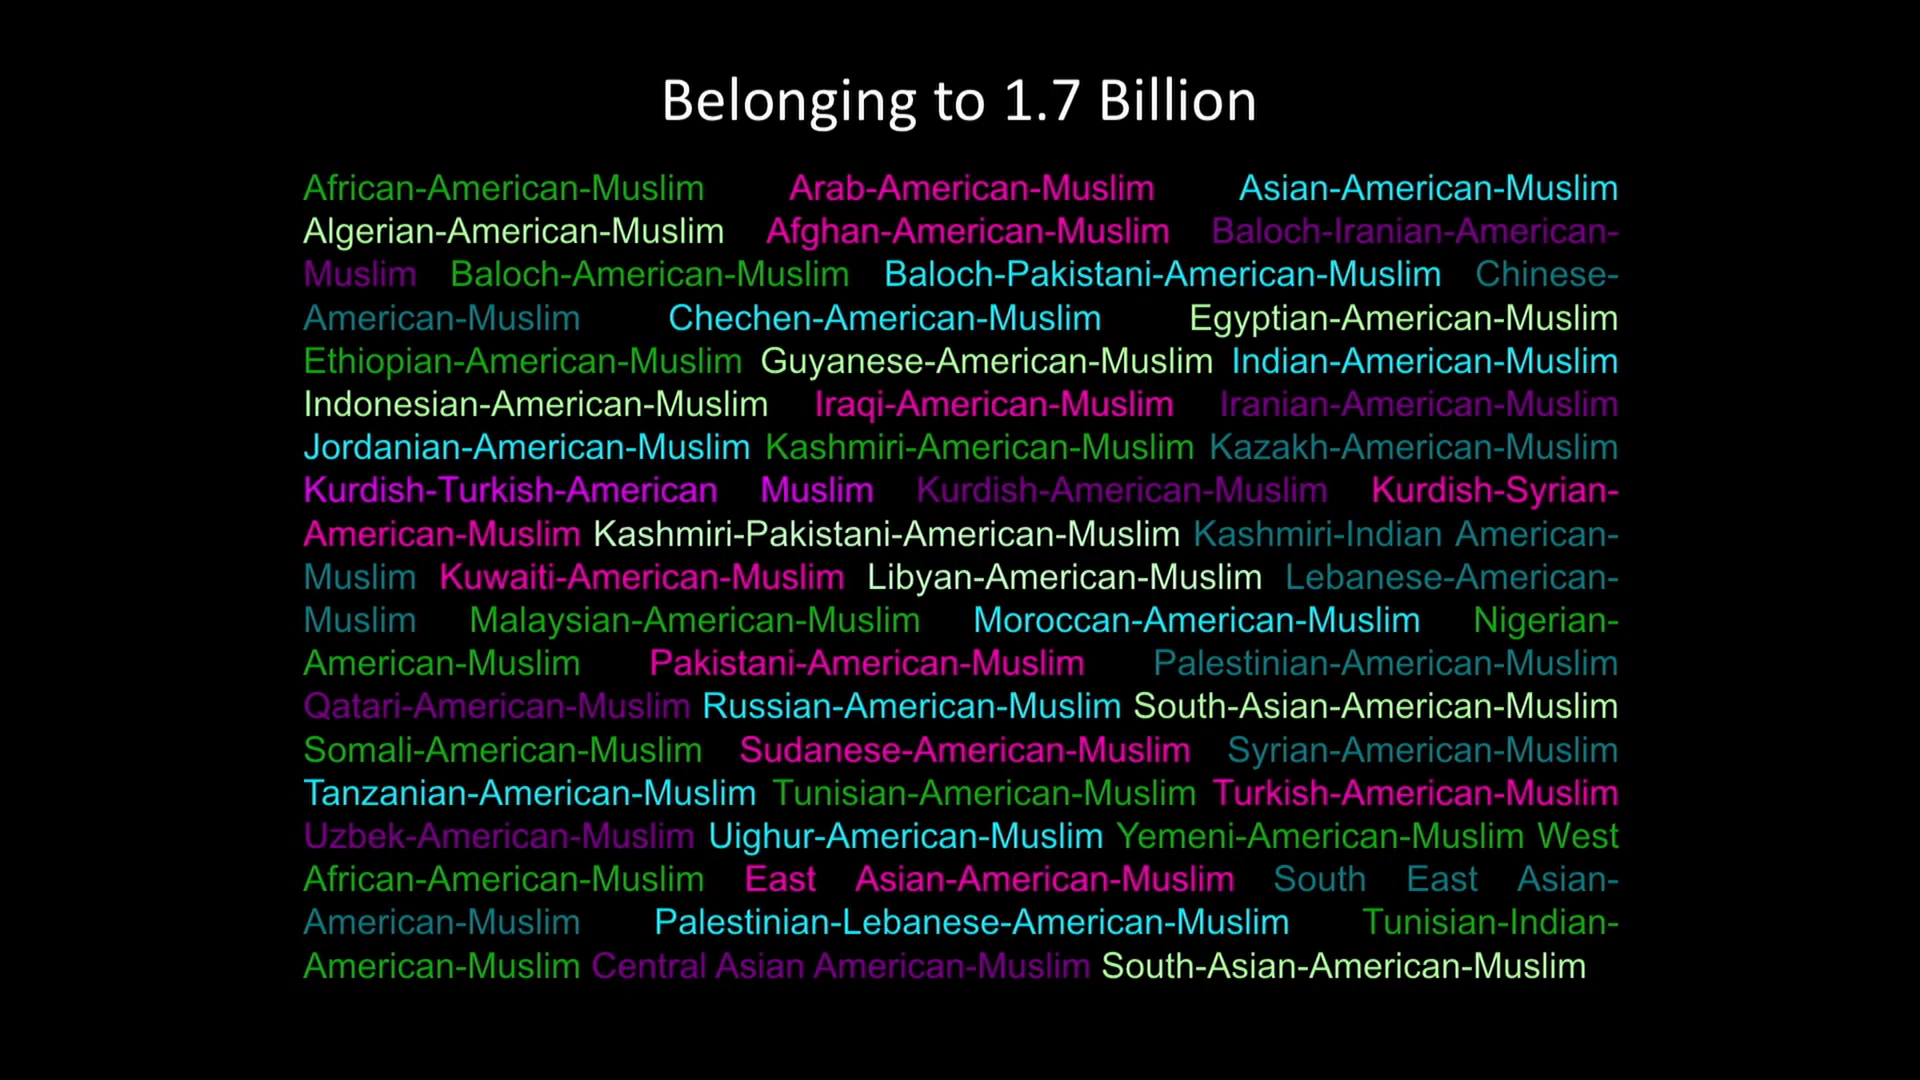 Belonging to 1.7 Billion
African-American-Muslim Arab-American-Muslim Asian-American-Muslim
Algerian-American-Muslim Afghan-American-Muslim Baloch-Iranian-American-
Muslim Baloch-American-Muslim Baloch-Pakistani-American-Muslim Chinese-
American-Muslim Chechen-American-Muslim Egyptian-American-Muslim
Ethiopian-American-Muslim Guyanese-American-Muslim Indian-American-Muslim
Indonesian-American-Muslim Iraqi-American-Muslim Iranian-American-Muslim
Jordanian-American-Muslim Kashmiri-American-Muslim Kazakh-American-Muslim
Kurdish-Turkish-American Muslim Kurdish-American-Muslim Kurdish-Syrian-
American-Muslim Kashmiri-Pakistani-American-Muslim Kashmiri-Indian American-
Muslim Kuwaiti-American-Muslim Libyan-American-Muslim Lebanese-American-
Muslim Malaysian-American-Muslim Moroccan-American-Muslim Nigerian-
American-Muslim Pakistani-American-Muslim Palestinian-American-Muslim
Qatari-American-Muslim Russian-American-Muslim South-Asian-American-Muslim
Somali-American-Muslim Sudanese-American-Muslim Syrian-American-Muslim
Tanzanian-American-Muslim Tunisian-American-Muslim Turkish-American-Muslim
Uzbek-American-Muslim Uighur-American-Muslim Yemeni-American-Muslim West
African-American-Muslim East Asian-American-Muslim South East Asian-
American-Muslim Palestinian-Lebanese-American-Muslim Tunisian-Indian-
American-Muslim Central Asian American-Muslim South-Asian-American-Muslim